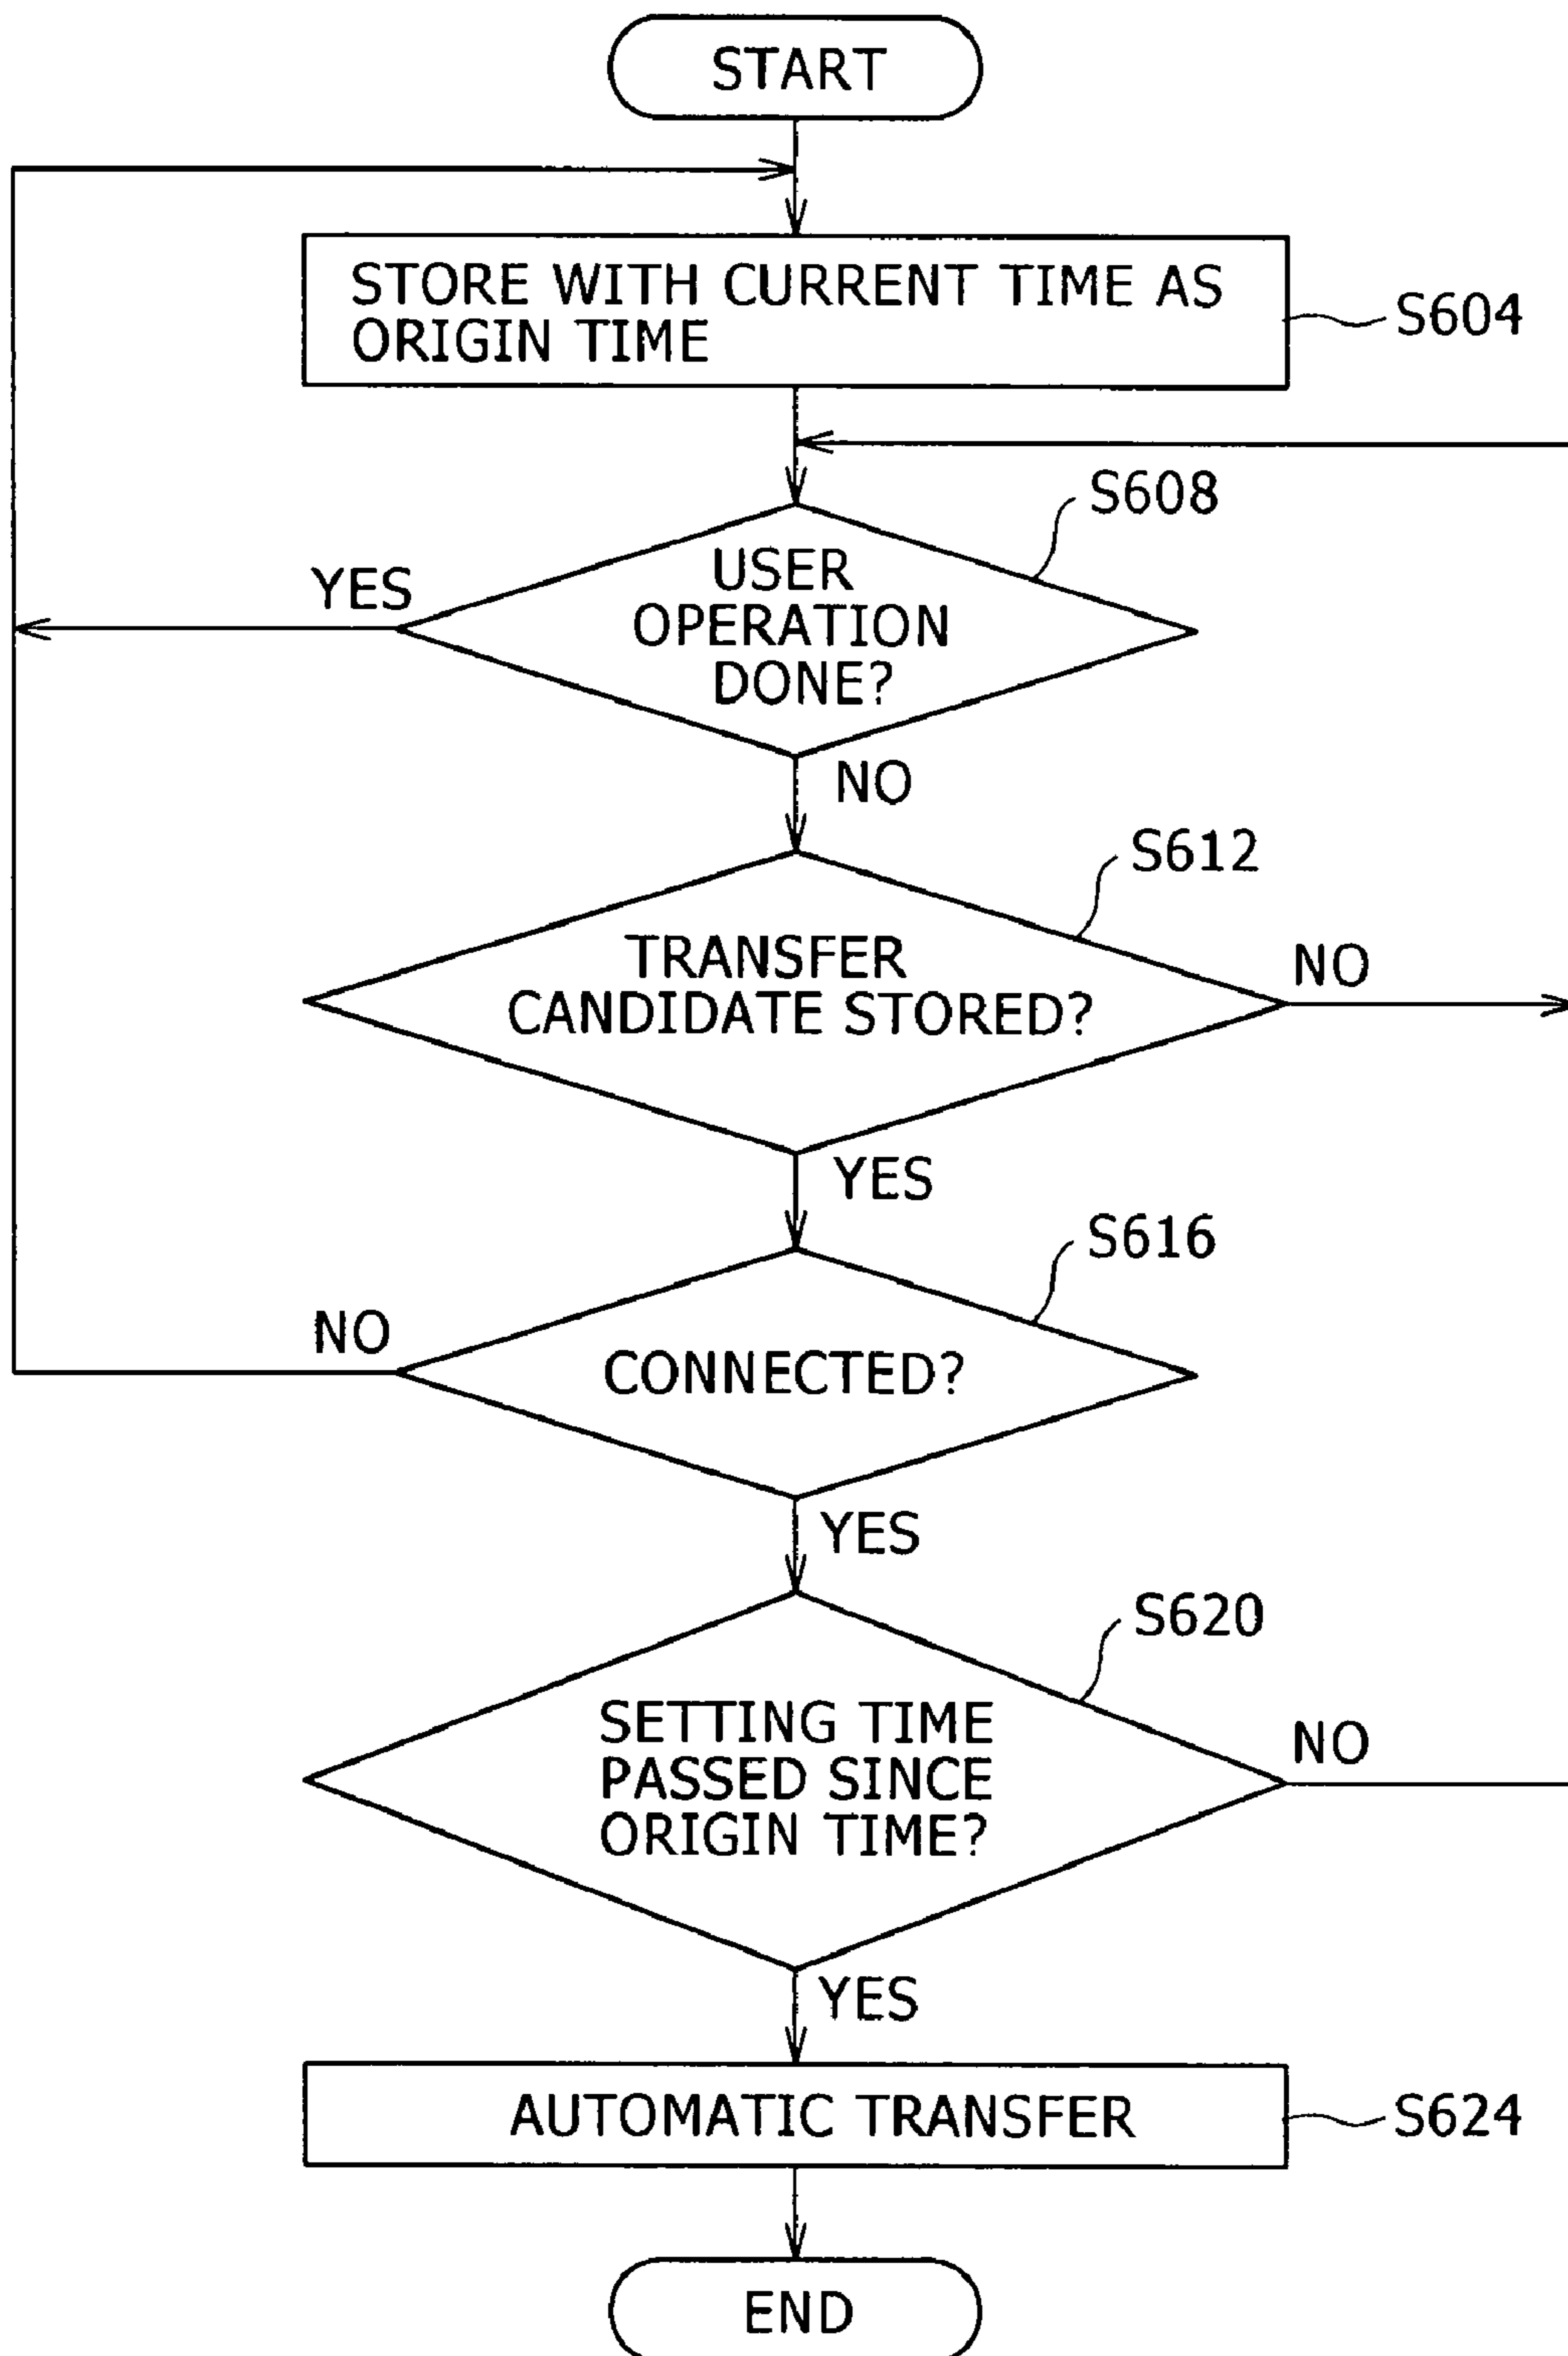 START
STORE WITH CURRENT TIME AS
ORIGIN TIME
S604
S608
USER
OPERATION
DONE?
YES
NO
S612
TRANSFER
CANDIDATE STORED?
NO
YES
S616
CONNECTED?
NO
YES
S620
SETTING TIME
PASSED SINCE
ORIGIN TIME?
NO
YES
AUTOMATIC TRANSFER
S624
END